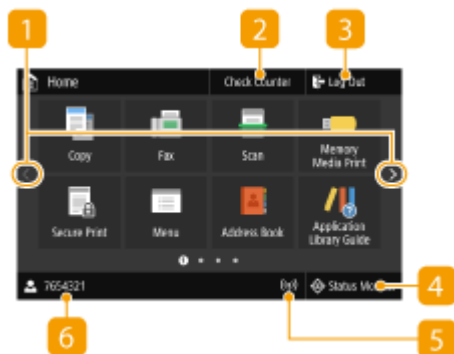 1
2
3
Home
Check Counter
Log Out
Copy
Fax
Scan
Memory
Media Print
Secure Print
Menu
Address Book
Application
Library Guide
7654321
Status
4
5
6